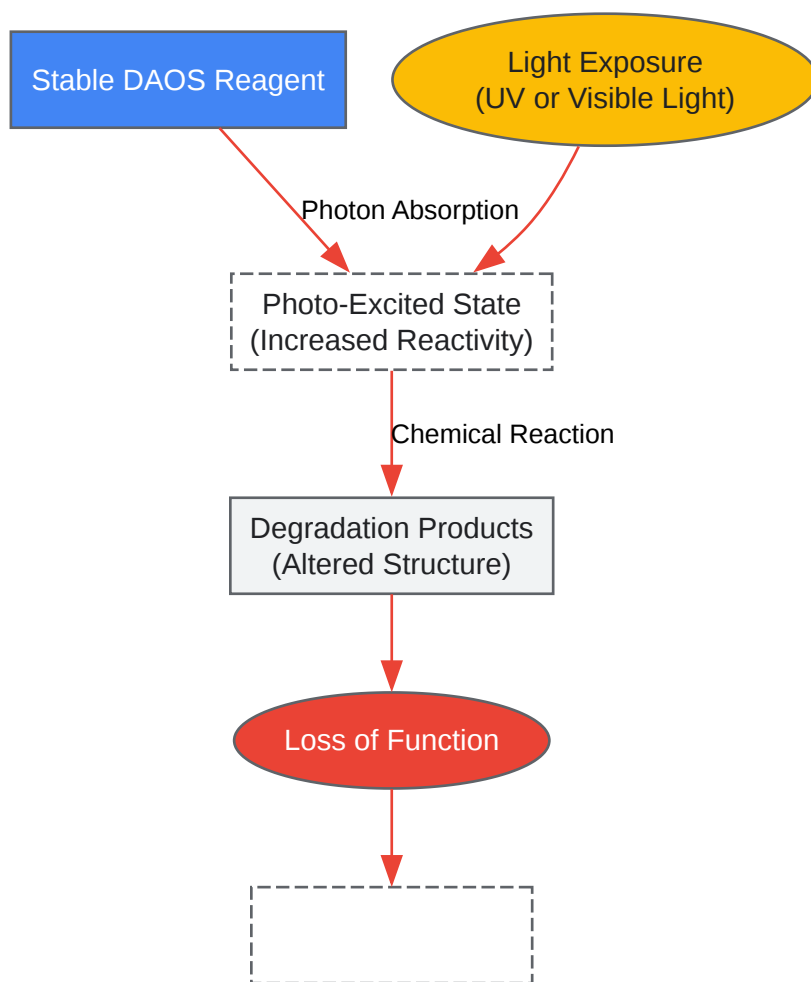 Stable DAOS Reagent
Light Exposure
(UV or Visible Light)
Photon Absorption
Photo-Excited State
(Increased Reactivity)
Chemical Reaction
Degradation Products
(Altered Structure)
Loss of Function